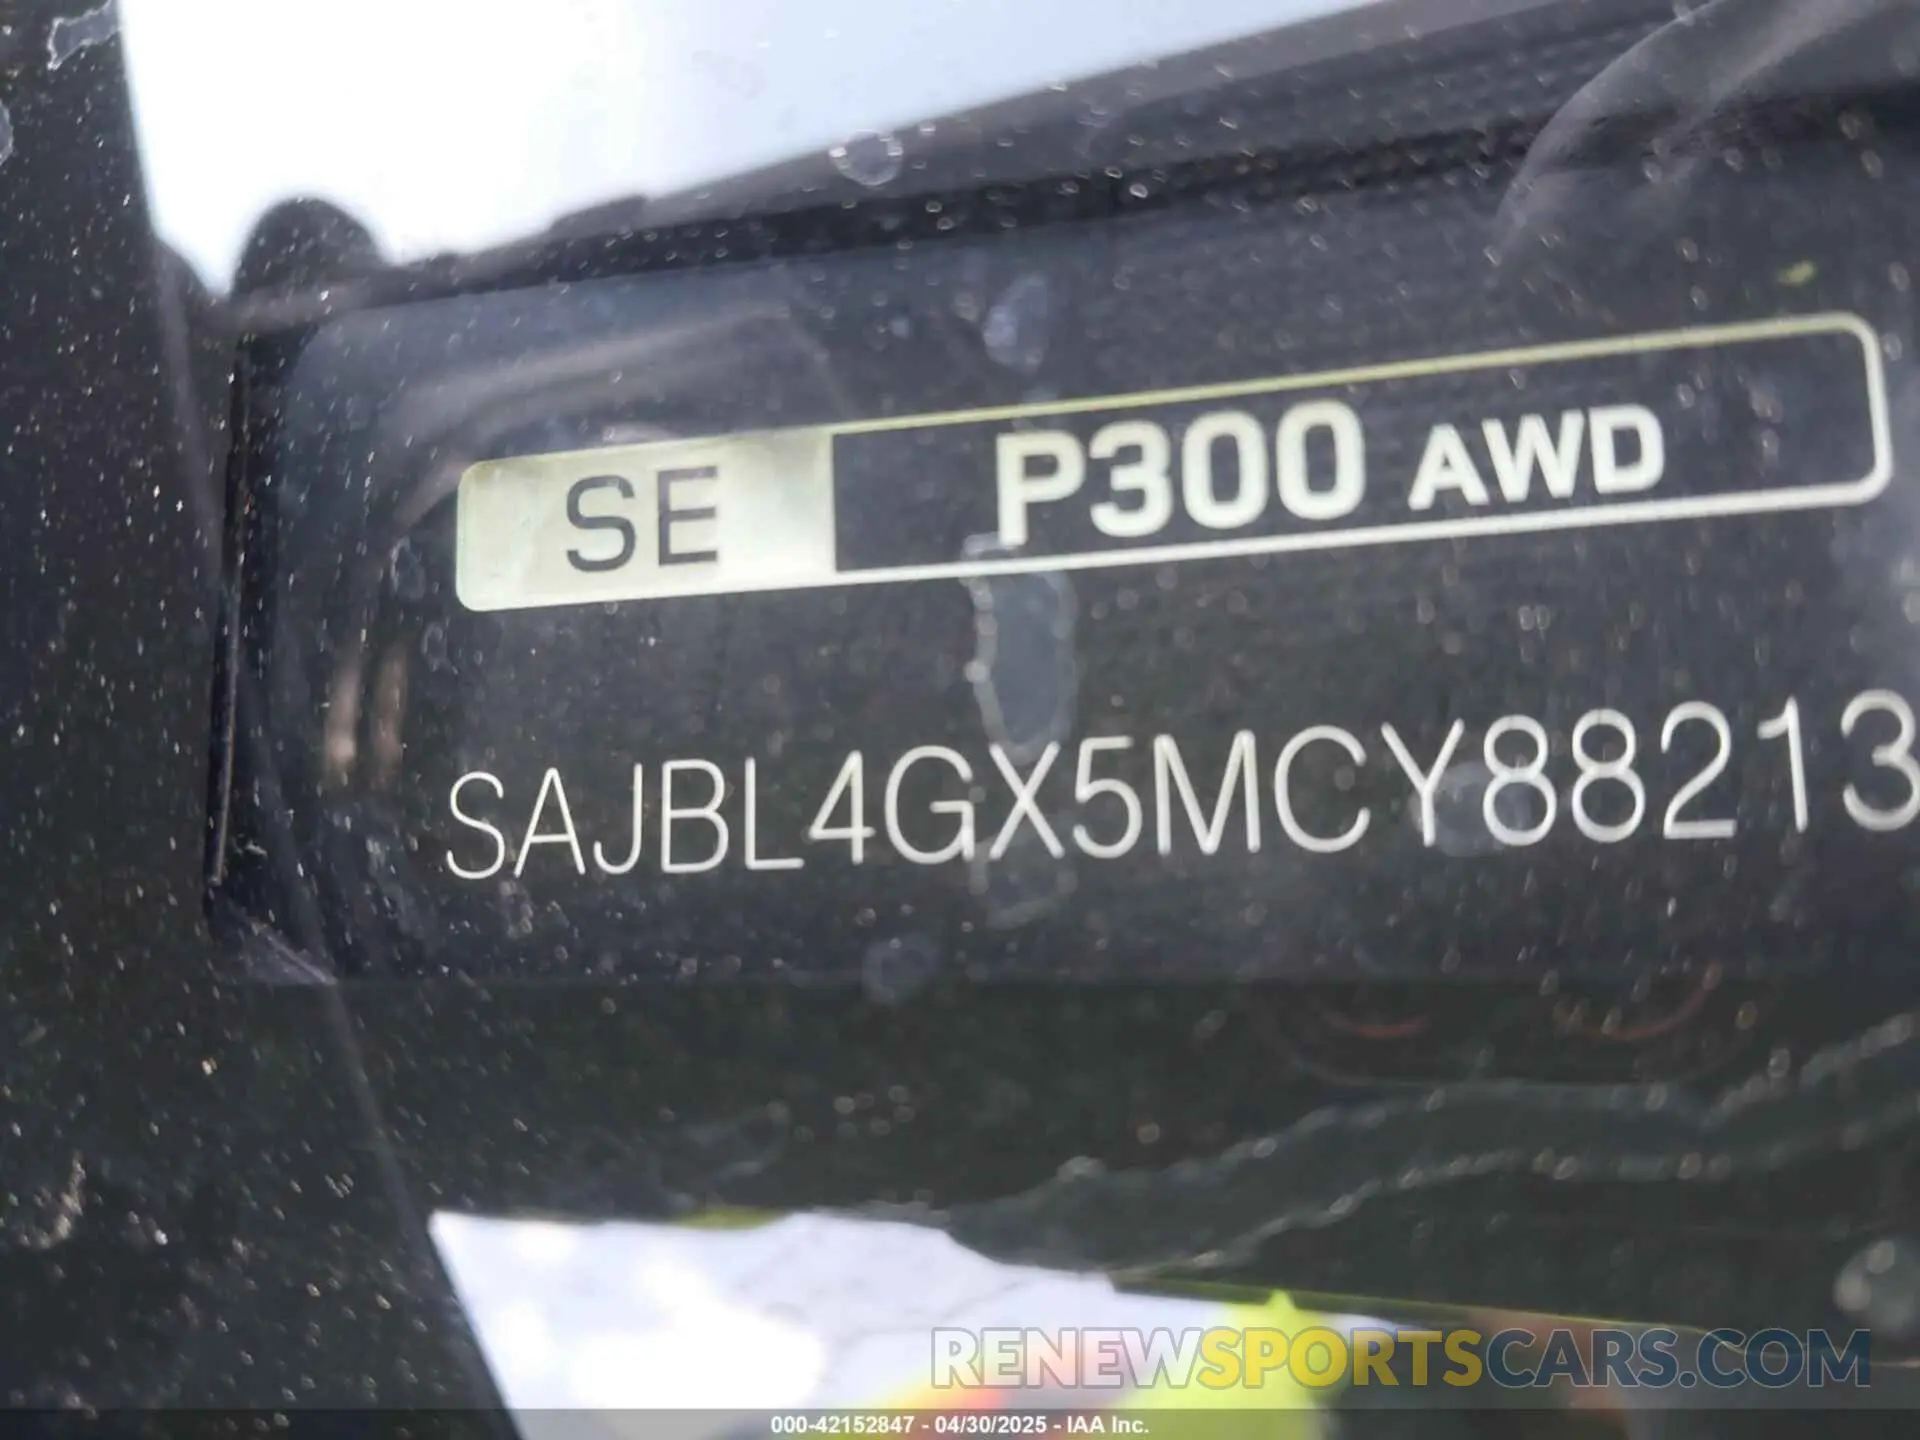 SE P300 AWD
SAJBL4GX5MCY88213
RENEWSPORTSCARS.COM
000-42152847 - 04/30/2025 - IAA Inc.